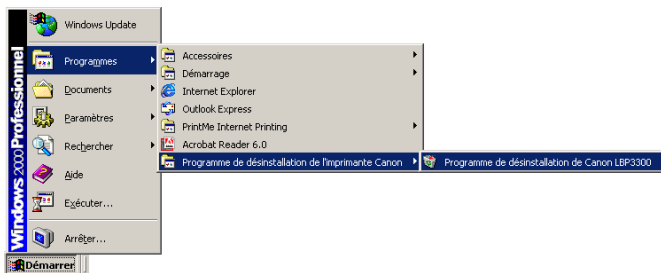 Windows 2000 Professionnel
Windows Update
Programmes
Documents
Paramètres
Rechercher
Aide
Exécuter...
Arrêter...
Démarrer
Accessoires
Démarrage
Internet Explorer
Outlook Express
PrintMe Internet Printing
Acrobat Reader 6.0
Programme de désinstallation de l'imprimante Canon
Programme de désinstallation de Canon LBP3300